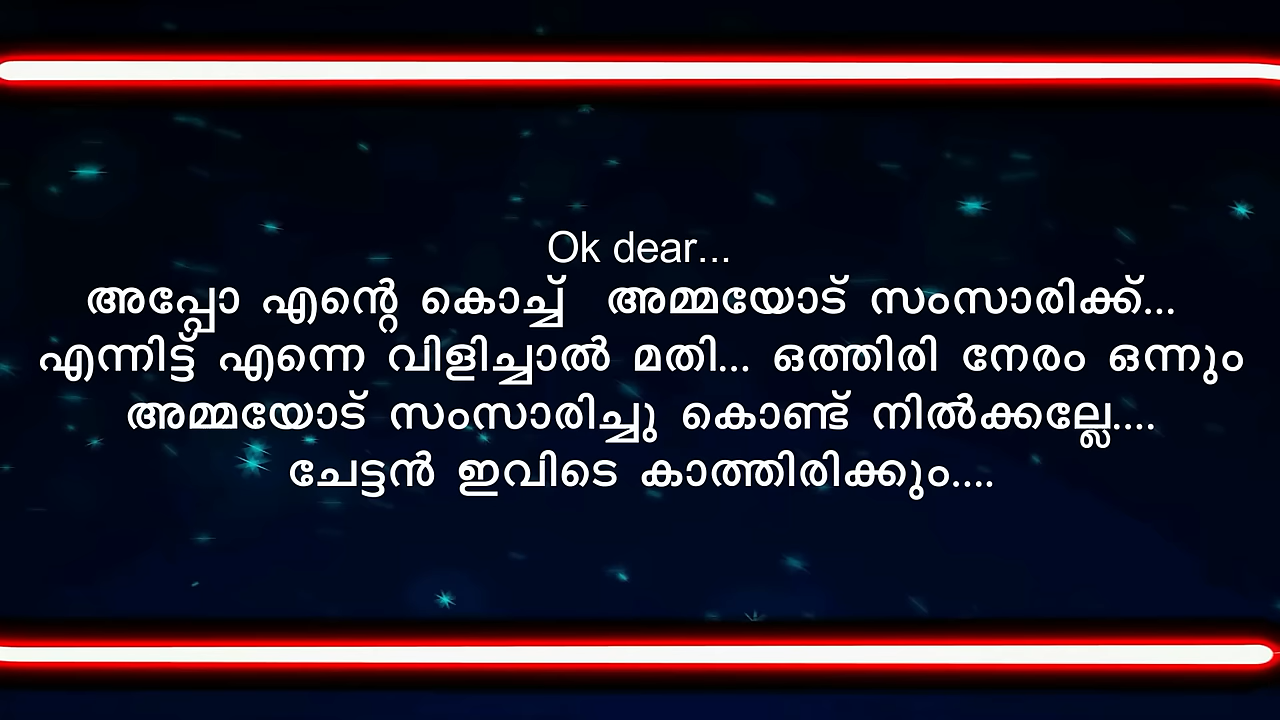 Ok dear...
അപ്പോ എന്റെ കൊച്ച് അമ്മയോട് സംസാരിക്ക്...
എന്നിട്ട് എന്നെ വിളിച്ചാൽ മതി... ഒത്തിരി നേരം ഒന്നും
അമ്മയോട് സംസാരിച്ചു കൊണ്ട് നിൽക്കല്ലേ....
ചേട്ടൻ ഇവിടെ കാത്തിരിക്കും....